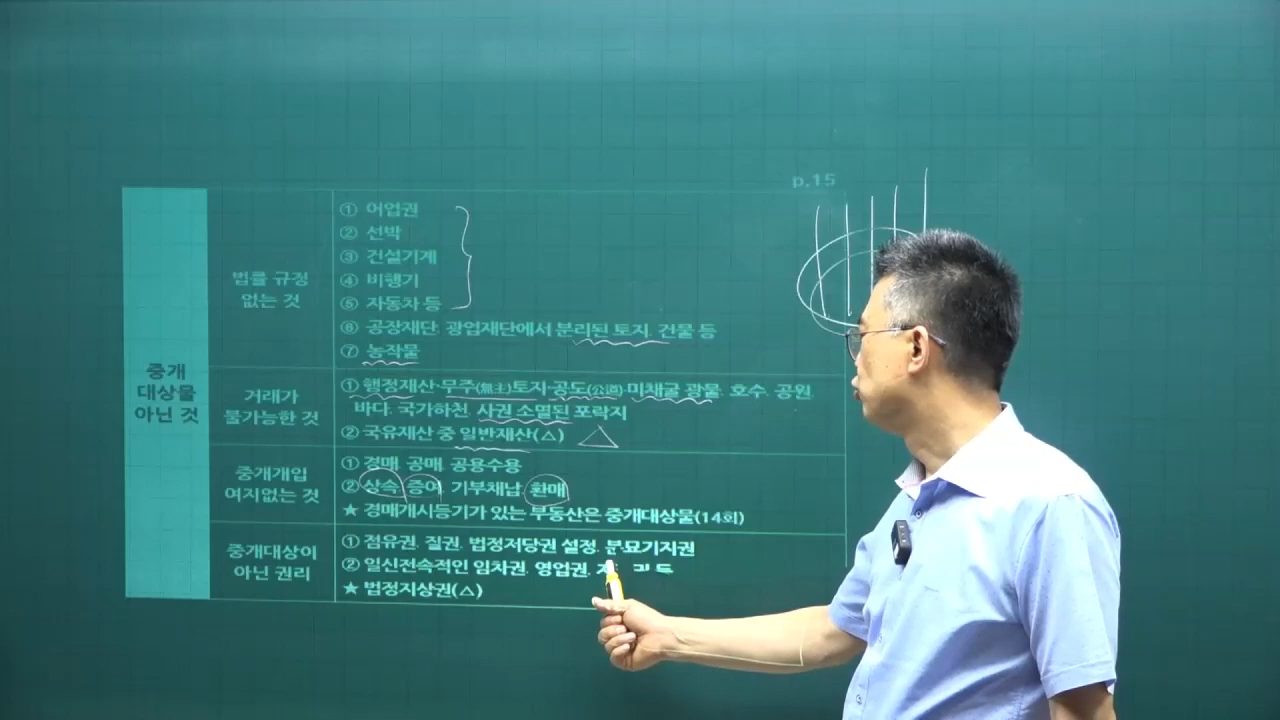 p.15
중개
대상물
아닌 것
법률 규정
없는 것
① 어업권
② 선박
③ 건설기계
④ 비행기
⑤ 자동차 등
⑥ 공장재단, 광업재단에서 분리된 토지, 건물 등
⑦ 농작물
거래가
불가능한 것
① 행정재산·무주(無主)토지·공도(公道) 미채굴 광물, 호수, 공원,
바다, 국가하천, 사권 소멸된 포락지
② 국유재산 중 일반재산(△)
중개개입
여지없는 것
① 경매, 공매, 공용수용
② 상속, 증여, 기부채납, 환매
★ 경매개시등기가 있는 부동산은 중개대상물(14회)
중개대상이
아닌 권리
① 점유권, 질권, 법정저당권 설정, 분묘기지권
② 일신전속적인 임차권, 영업권,
★ 법정지상권(△)